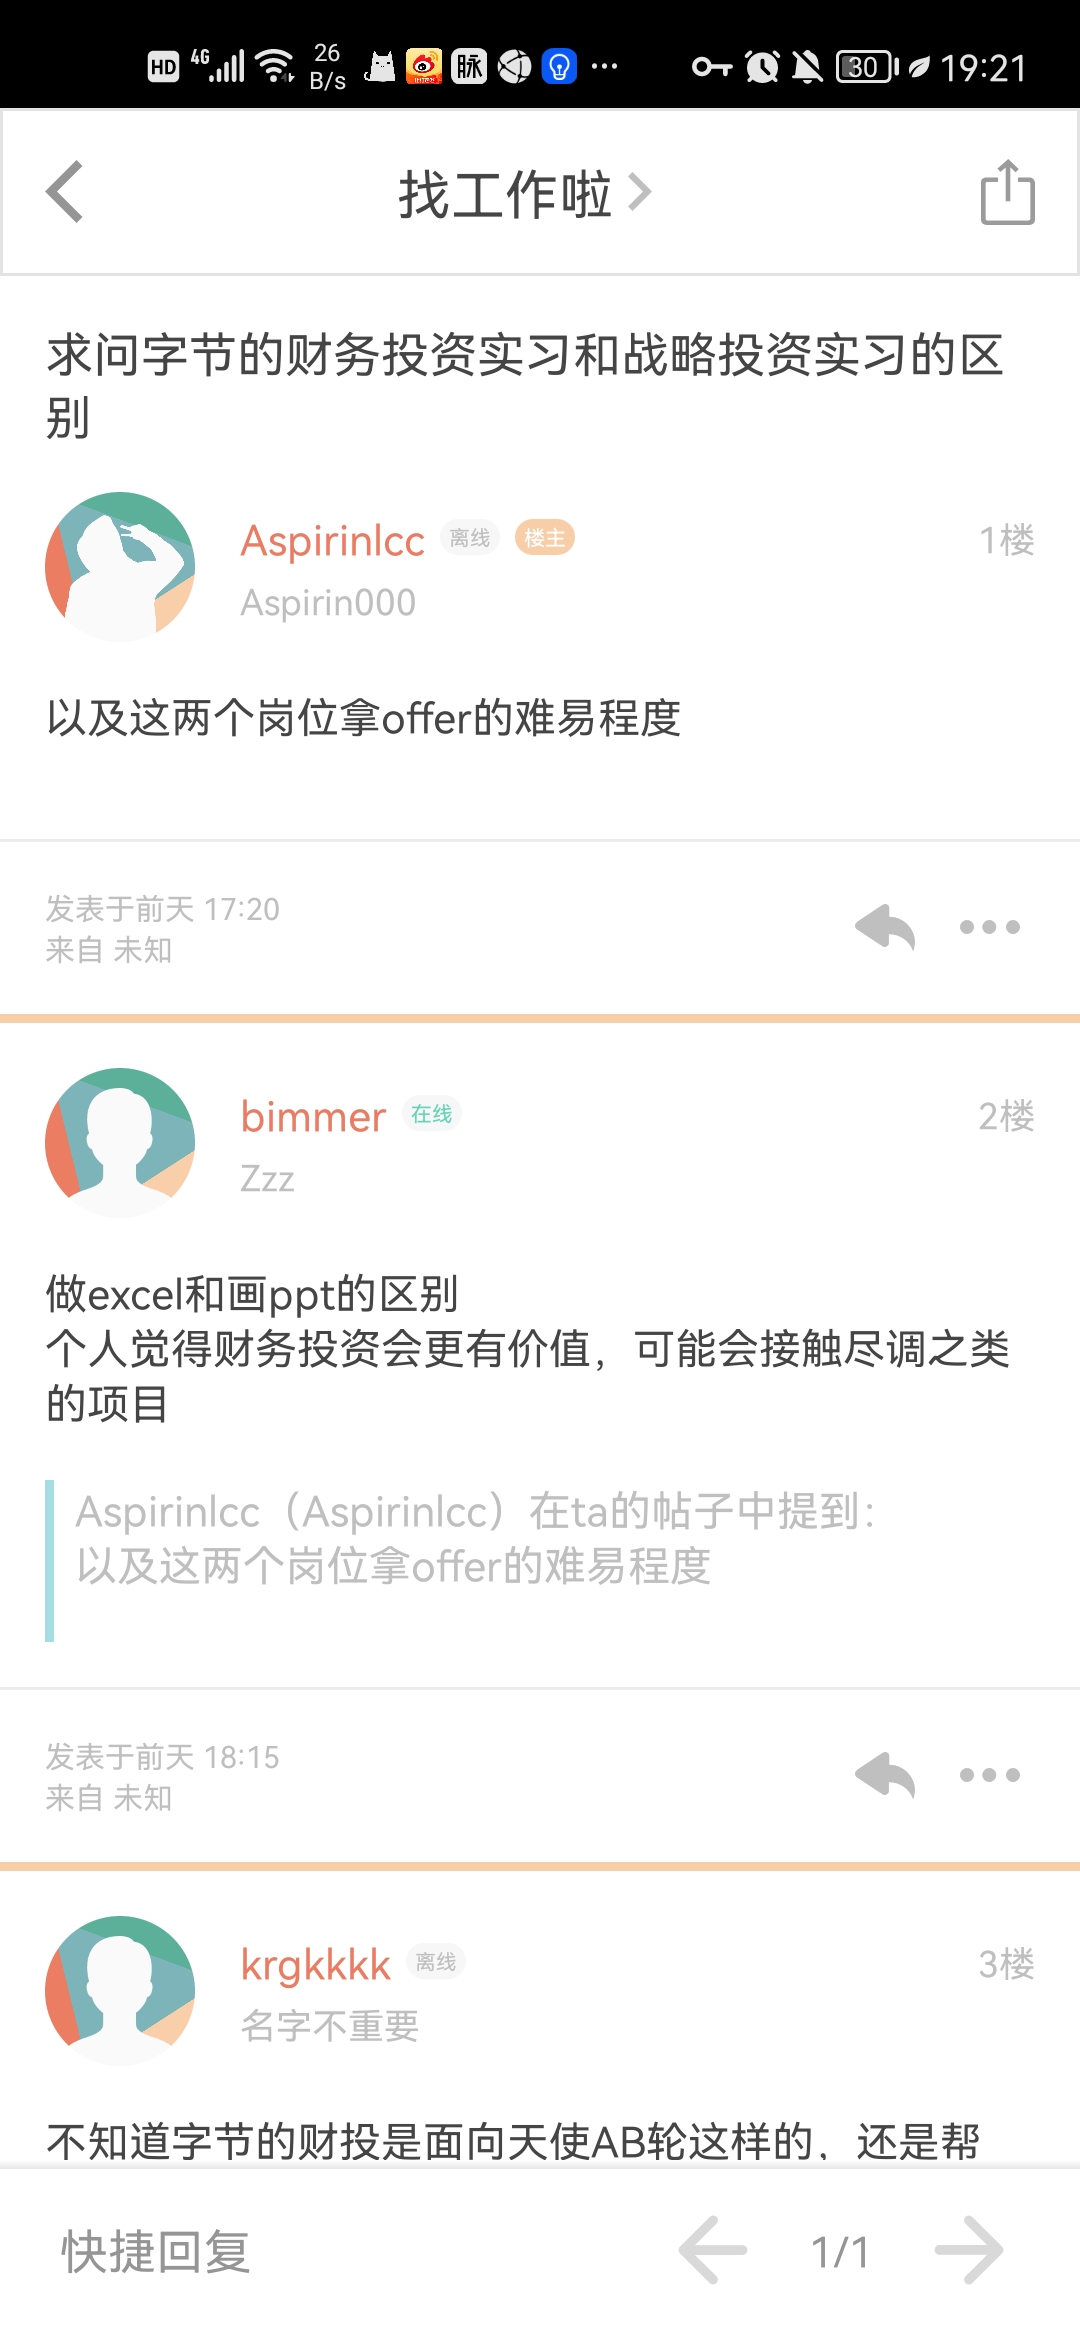 HD 4G 26 B/s 脉 30 19:21
找工作啦
求问字节的财务投资实习和战略投资实习的区
别
Aspirinlcc 离线 楼主 1楼
Aspirin000
以及这两个岗位拿offer的难易程度
发表于前天 17:20
来自 未知
bimmer 在线 2楼
Zzz
做excel和画ppt的区别
个人觉得财务投资会更有价值，可能会接触尽调之类
的项目
Aspirinlcc（Aspirinlcc）在ta的帖子中提到：
以及这两个岗位拿offer的难易程度
发表于前天 18:15
来自 未知
krgkkkk 离线 3楼
名字不重要
不知道字节的财投是面向天使AB轮这样的，还是帮
快捷回复 1/1